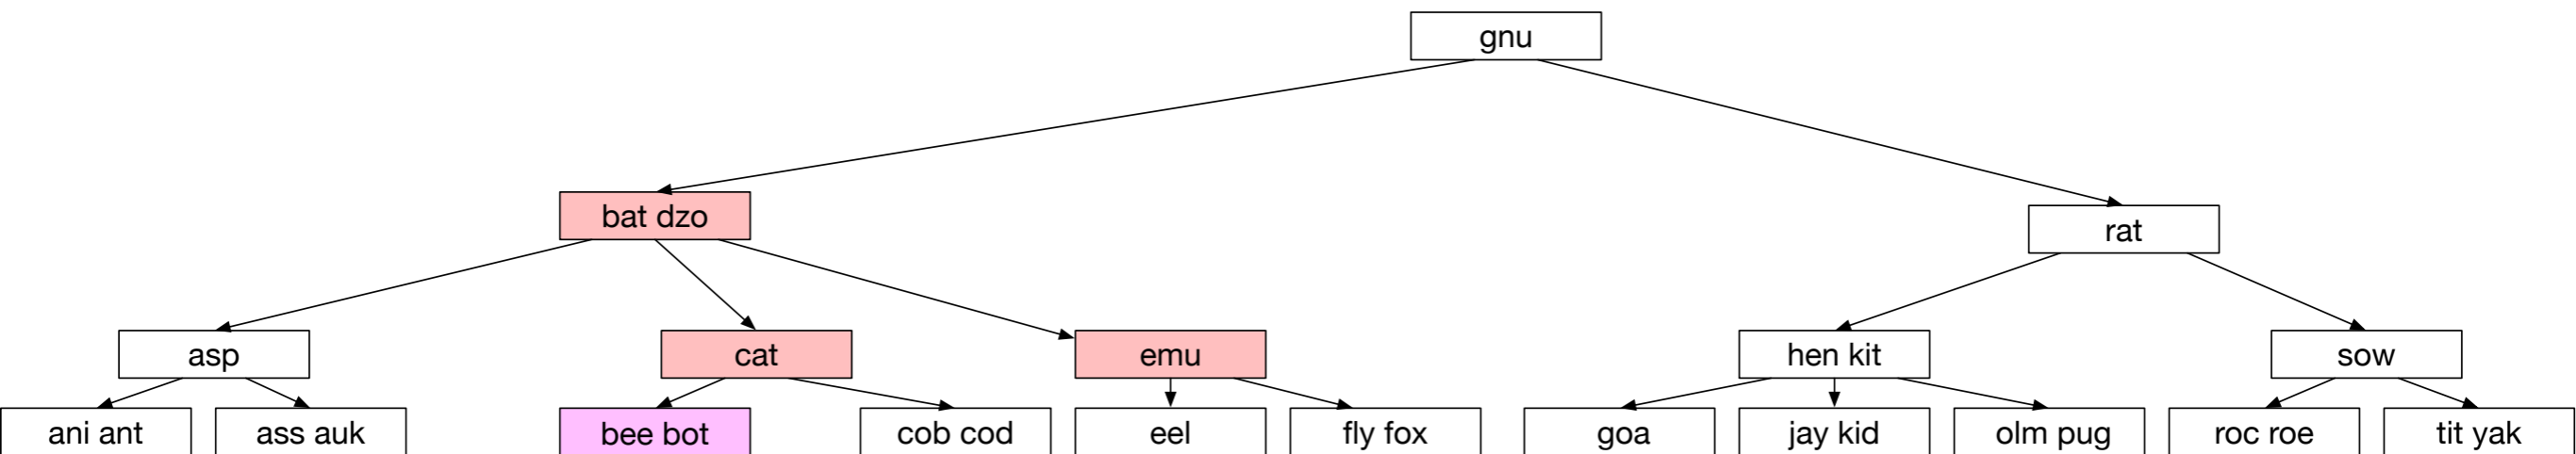 gnu
bat dzo
rat
asp
cat
emu
hen kit
sow
ani ant
ass auk
bee bot
cob cod
eel
fly fox
goa
jay kid
olm pug
roc roe
tit yak